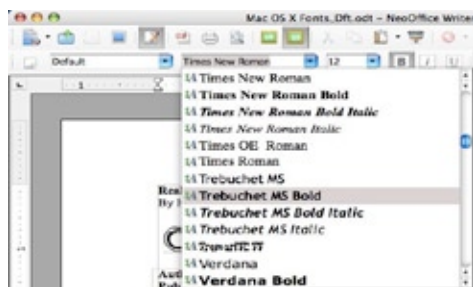 Mac OS X Fonts_Dft.odt - NeoOffice Writer
Default Times New Roman 12 B I U
Times New Roman
Times New Roman Bold
Times New Roman Bold Italic
Times New Roman Italic
Times OE Roman
Times Roman
Trebuchet MS
Trebuchet MS Bold
Trebuchet MS Bold Italic
Trebuchet MS Italic
Verdana
Verdana Bold
By